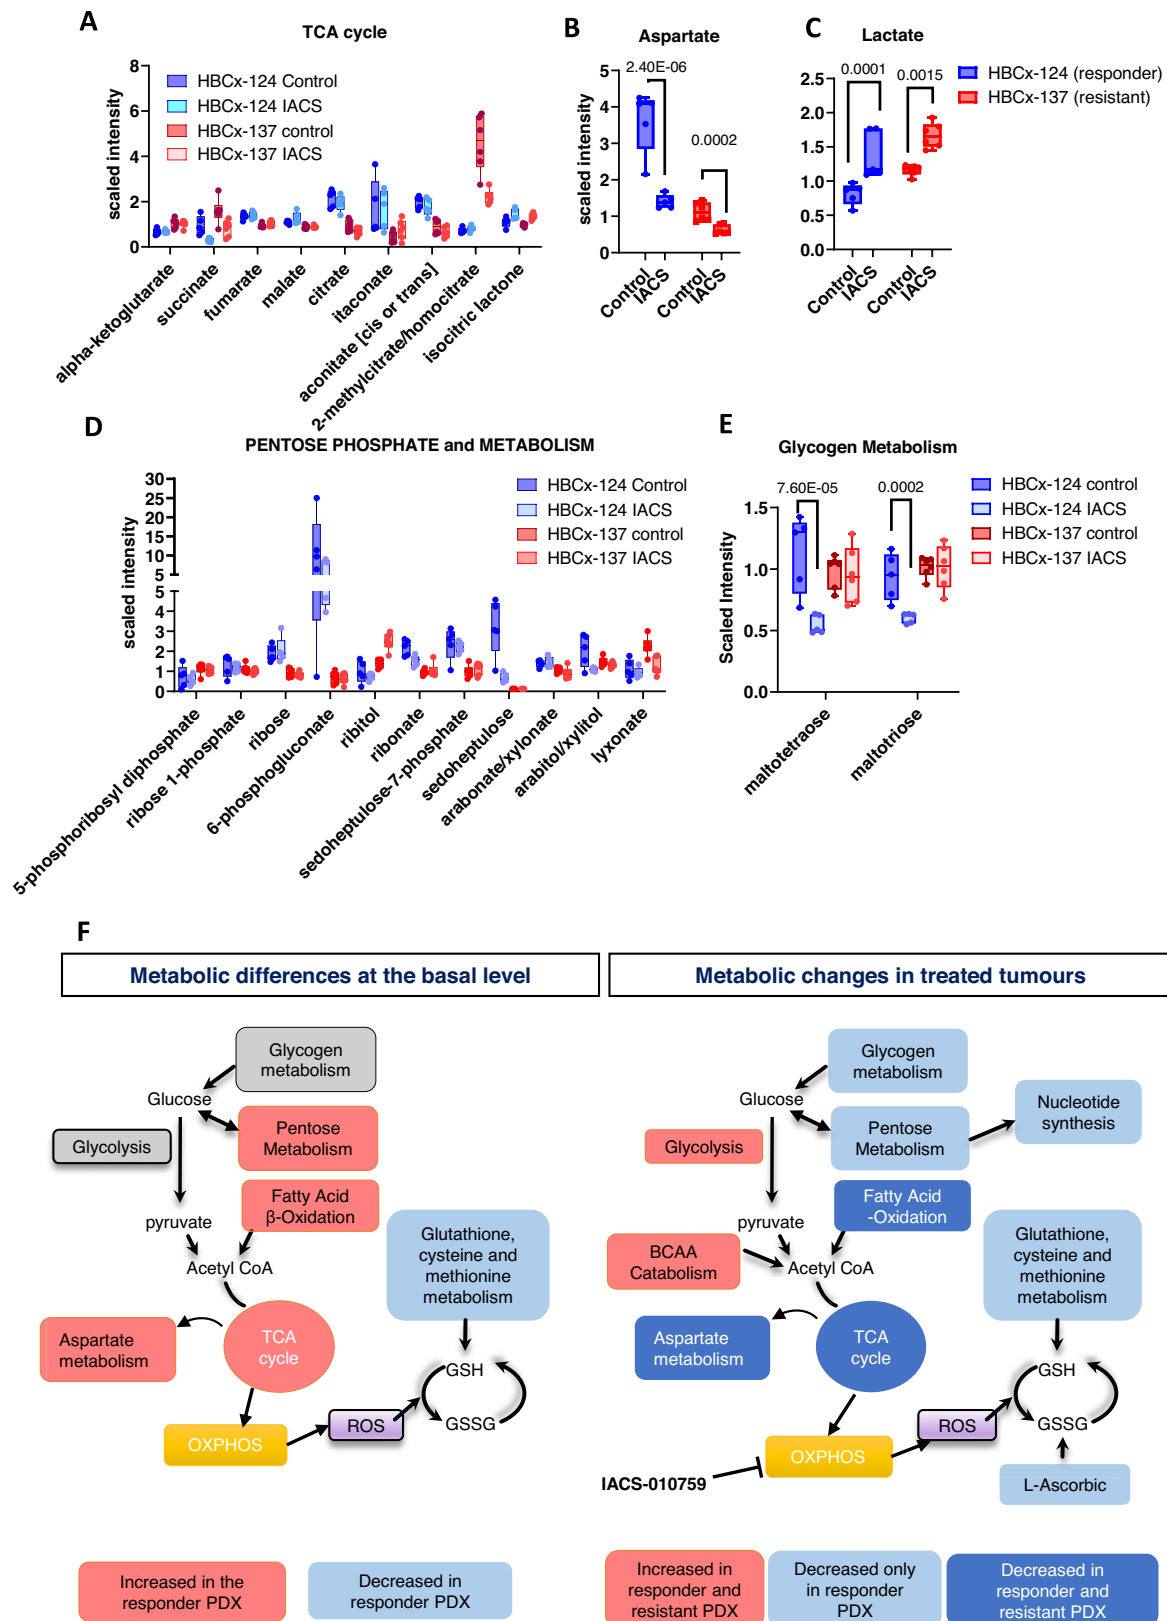 A
TCA cycle
scaled intensity
8
6
4
2
0
HBCx-124 Control
HBCx-124 IACS
HBCx-137 control
HBCx-137 IACS
alpha-ketoglutarate
succinate
fumarate
malate
citrate
itaconate
aconitate [cis or trans]
2-methylcitrate/homocitrate
isocitric lactone
B
Aspartate
scaled intensity
5
4
3
2
1
0
2.40E-06
0.0002
Control
IACS
Control
IACS
C
Lactate
2.5
2.0
1.5
1.0
0.5
0.0
0.0001
0.0015
Control
IACS
Control
IACS
HBCx-124 (responder)
HBCx-137 (resistant)
D
PENTOSE PHOSPHATE and METABOLISM
scaled intensity
30
25
20
15
10
5
5
4
3
2
1
0
HBCx-124 Control
HBCx-124 IACS
HBCx-137 control
HBCx-137 IACS
5-phosphoribosyl diphosphate
ribose 1-phosphate
ribose
6-phosphogluconate
ribitol
ribonate
sedoheptulose-7-phosphate
sedoheptulose
arabonate/xylonate
arabitol/xylitol
lyxonate
E
Glycogen Metabolism
Scaled Intensity
1.5
1.0
0.5
0.0
7.60E-05
0.0002
HBCx-124 control
HBCx-124 IACS
HBCx-137 control
HBCx-137 IACS
maltotetraose
maltotriose
F
Metabolic differences at the basal level
Glycogen
metabolism
Glucose
Glycolysis
Pentose
Metabolism
Fatty Acid
β-Oxidation
pyruvate
Acetyl CoA
Glutathione,
cysteine and
methionine
metabolism
Aspartate
metabolism
TCA
cycle
GSH
GSSG
ROS
OXPHOS
Increased in the
responder PDX
Decreased in
responder PDX
Metabolic changes in treated tumours
Glycogen
metabolism
Glucose
Nucleotide
synthesis
Pentose
Metabolism
Glycolysis
Fatty Acid
-Oxidation
pyruvate
BCAA
Catabolism
Acetyl CoA
Glutathione,
cysteine and
methionine
metabolism
Aspartate
metabolism
TCA
cycle
GSH
GSSG
ROS
OXPHOS
IACS-010759
L-Ascorbic
Increased in
responder and
resistant PDX
Decreased only
in responder
PDX
Decreased in
responder and
resistant PDX